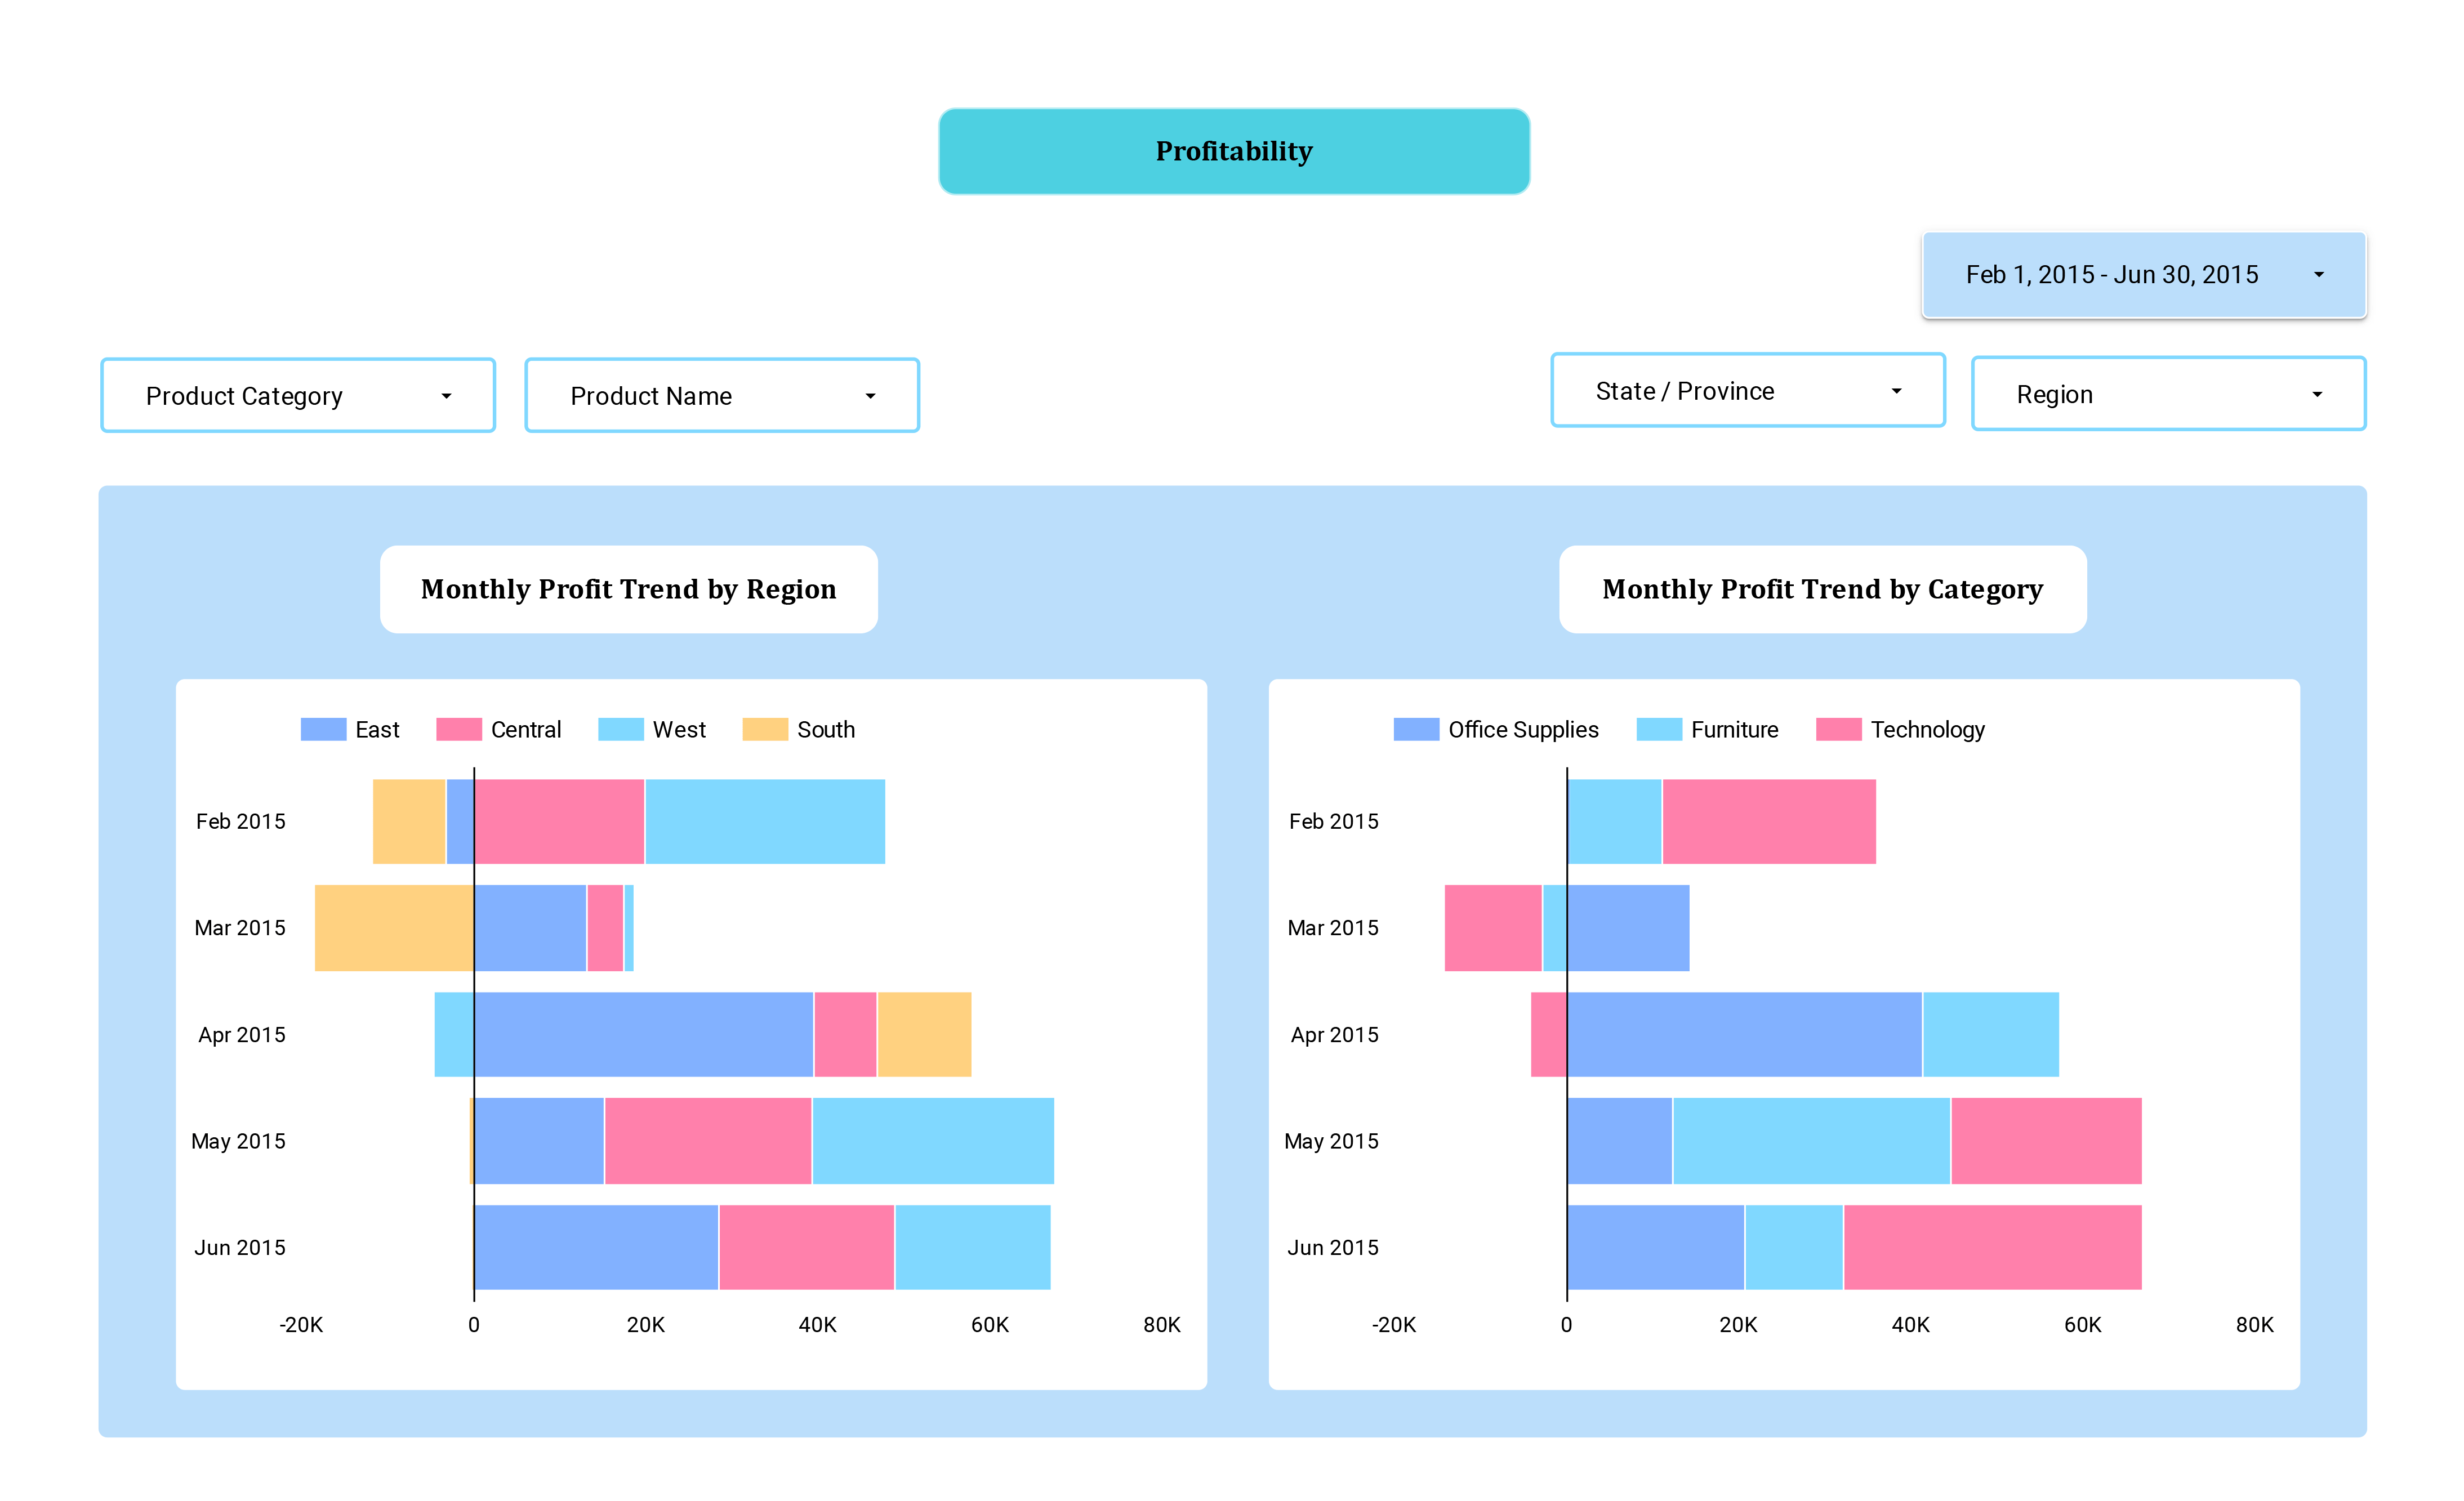 Profitability
Feb 1, 2015 - Jun 30, 2015
Product Category
Product Name
State / Province
Region
Monthly Profit Trend by Region
East Central West South
Feb 2015
Mar 2015
Apr 2015
May 2015
Jun 2015
-20K 0 20K 40K 60K 80K
Monthly Profit Trend by Category
Office Supplies Furniture Technology
Feb 2015
Mar 2015
Apr 2015
May 2015
Jun 2015
-20K 0 20K 40K 60K 80K